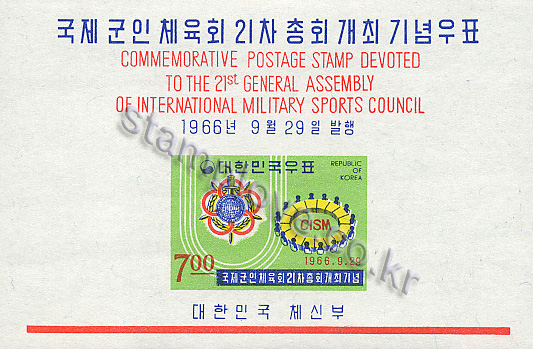 국제 군인 체육회 21차 총회 개최 기념우표
COMMEMORATIVE POSTAGE STAMP DEVOTED
TO THE 21st GENERAL ASSEMBLY
OF INTERNATIONAL MILITARY SPORTS COUNCIL
1966년 9월 29일 발행
대한민국우표
REPUBLIC OF KOREA
CISM
1966.9.29
7.00
국제군인체육회21차총회개최기념
대한민국 체신부